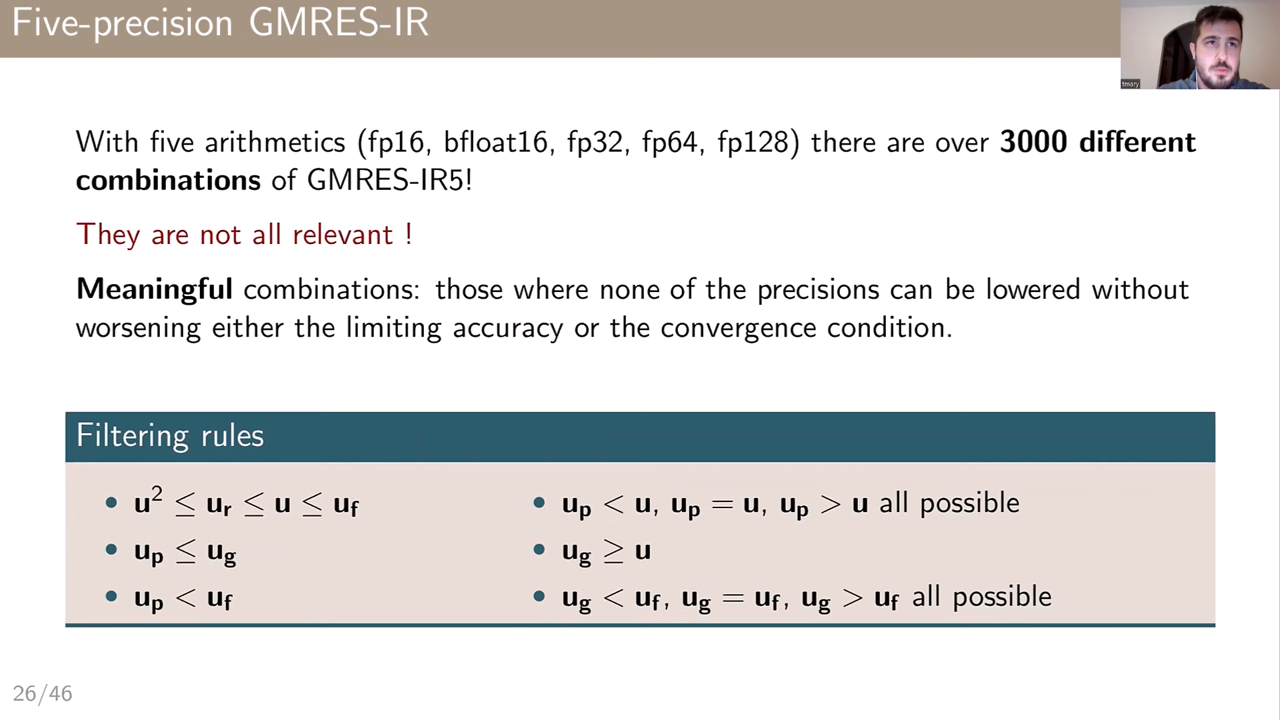 Five-precision GMRES-IR
tmary
With five arithmetics (fp16, bfloat16, fp32, fp64, fp128) there are over 3000 different
combinations of GMRES-IR5!
They are not all relevant !
Meaningful combinations: those where none of the precisions can be lowered without
worsening either the limiting accuracy or the convergence condition.
Filtering rules
• u² ≤ u_r ≤ u ≤ u_f
• u_p ≤ u_g
• u_p < u_f
• u_p < u, u_p = u, u_p > u all possible
• u_g ≥ u
• u_g < u_f, u_g = u_f, u_g > u_f all possible
26/46